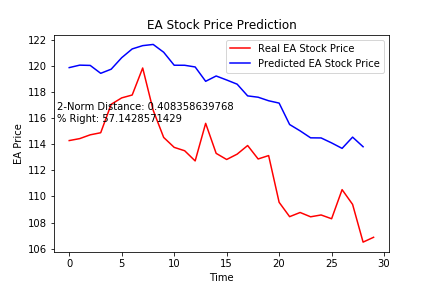 EA Stock Price Prediction
122
120
118
116
114
112
110
108
106
EA Price
Real EA Stock Price
Predicted EA Stock Price
2-Norm Distance: 0.408358639768
% Right: 57.1428571429
0 5 10 15 20 25 30
Time